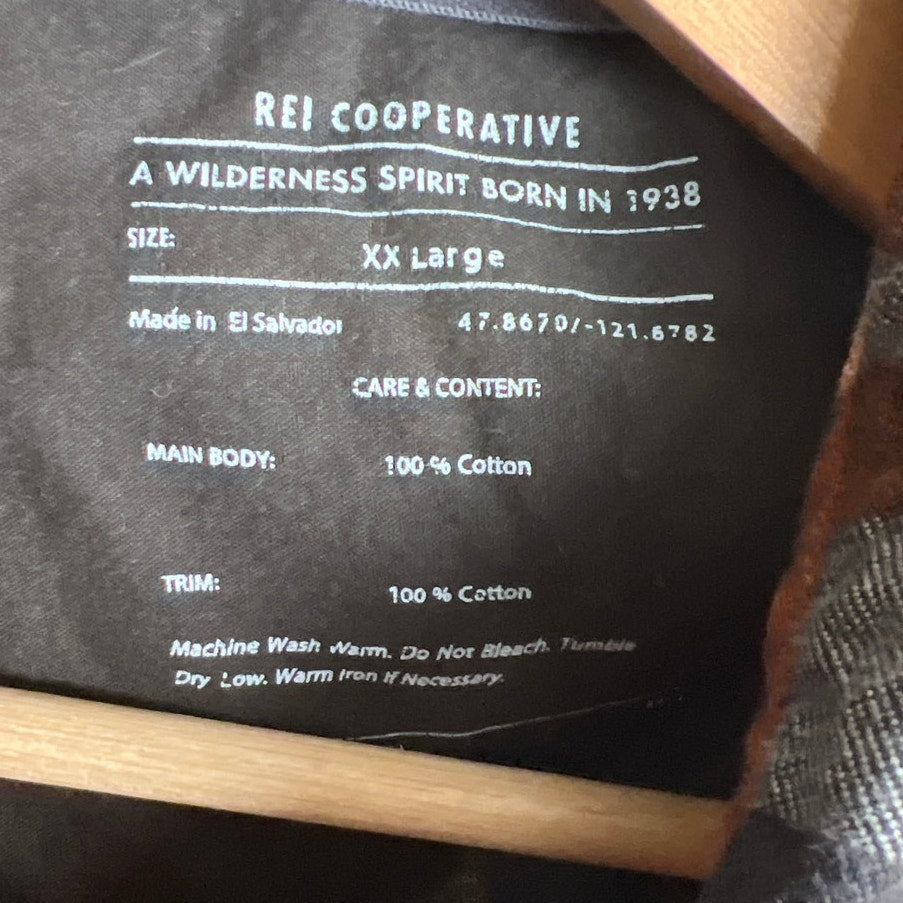 REI COOPERATIVE
A WILDERNESS SPIRIT BORN IN 1938
SIZE: XX Large
Made in El Salvador 47.8670/-121.6782
CARE & CONTENT:
MAIN BODY: 100 % Cotton
TRIM: 100 % Cotton
Machine Wash Warm. Do Not Bleach. Tumble
Dry Low. Warm Iron If Necessary.